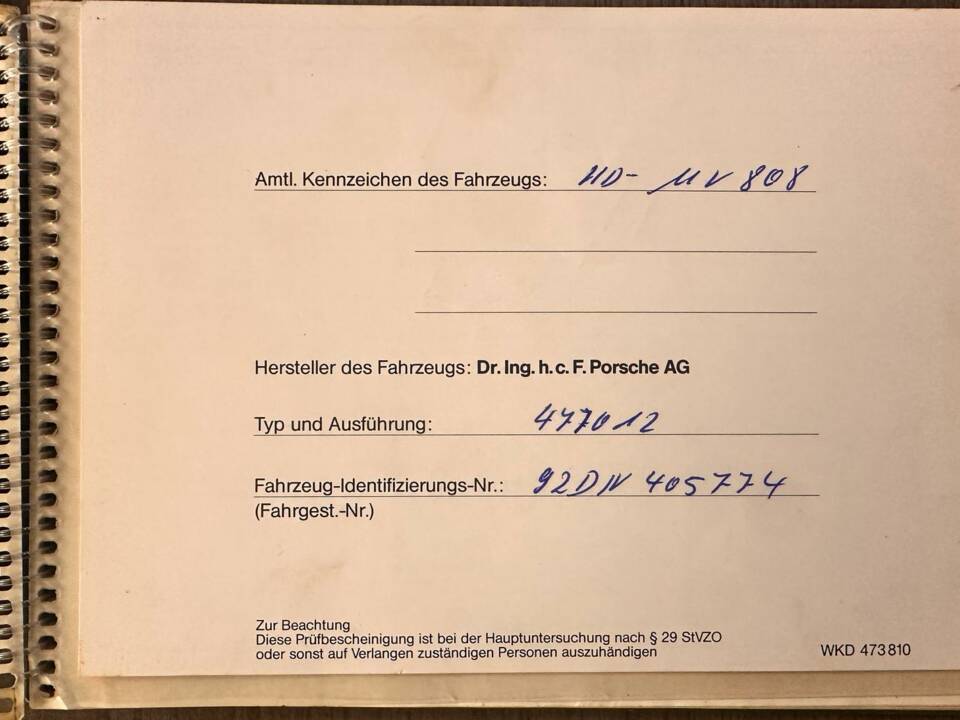 Amtl. Kennzeichen des Fahrzeugs: HD- MV 808
Hersteller des Fahrzeugs: Dr. Ing. h. c. F. Porsche AG
Typ und Ausführung: 477012
Fahrzeug-Identifizierungs-Nr.: 92DN 405774
(Fahrgest.-Nr.)
Zur Beachtung
Diese Prüfbescheinigung ist bei der Hauptuntersuchung nach § 29 StVZO
oder sonst auf Verlangen zuständigen Personen auszuhändigen
WKD 473810